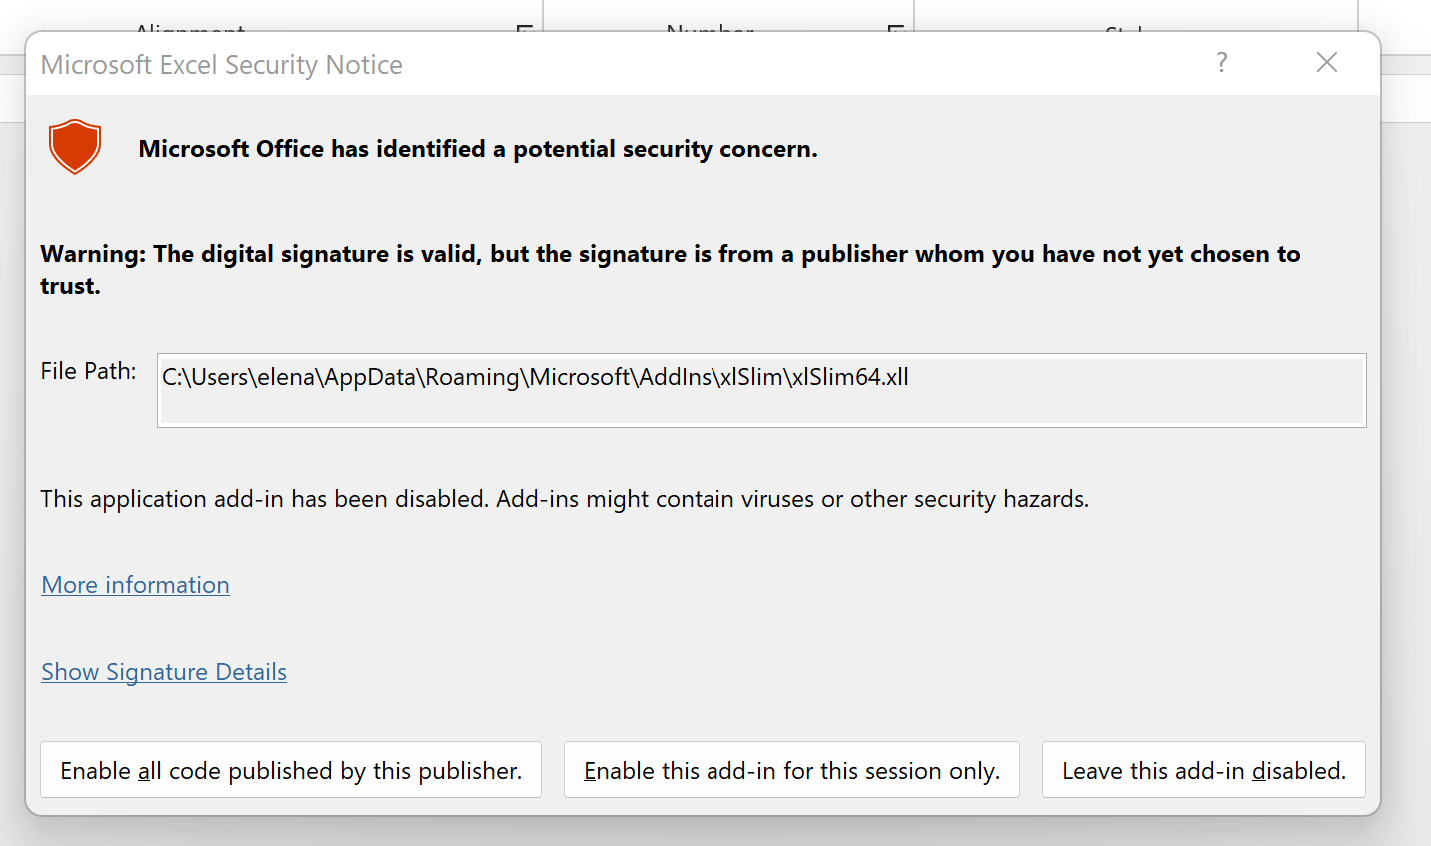 Alignment Number
Microsoft Excel Security Notice ?
Microsoft Office has identified a potential security concern.
Warning: The digital signature is valid, but the signature is from a publisher whom you have not yet chosen to
trust.
File Path: C:\Users\elena\AppData\Roaming\Microsoft\AddIns\xlSlim\xlSlim64.xll
This application add-in has been disabled. Add-ins might contain viruses or other security hazards.
More information
Show Signature Details
Enable all code published by this publisher. Enable this add-in for this session only. Leave this add-in disabled.